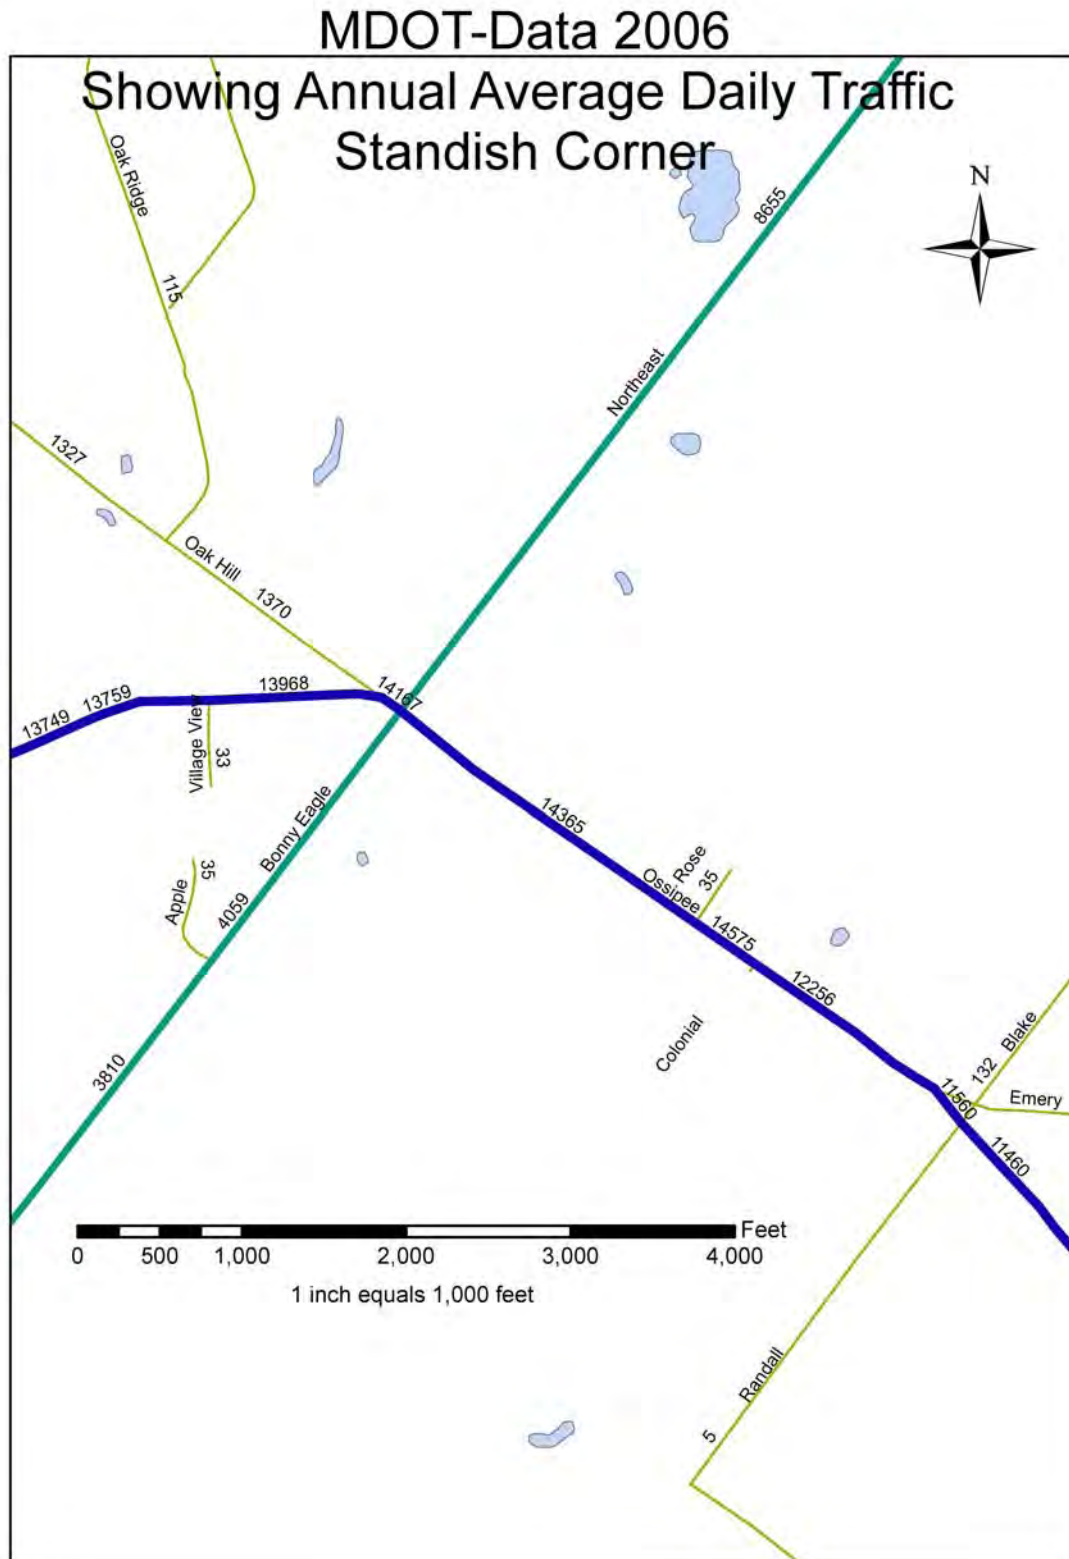 MDOT-Data 2006
Showing Annual Average Daily Traffic
Standish Corner
N
Oak Ridge
115
8655
Northeast
1327
Oak Hill
1370
13749
13759
13968
14167
Village View
33
Bonny Eagle
14365
35
Apple
4059
Rose
35
Ossipee
14575
12256
Colonial
3810
Blake
132
Emery
11560
11460
Feet
0 500 1,000 2,000 3,000 4,000
1 inch equals 1,000 feet
Randall
5